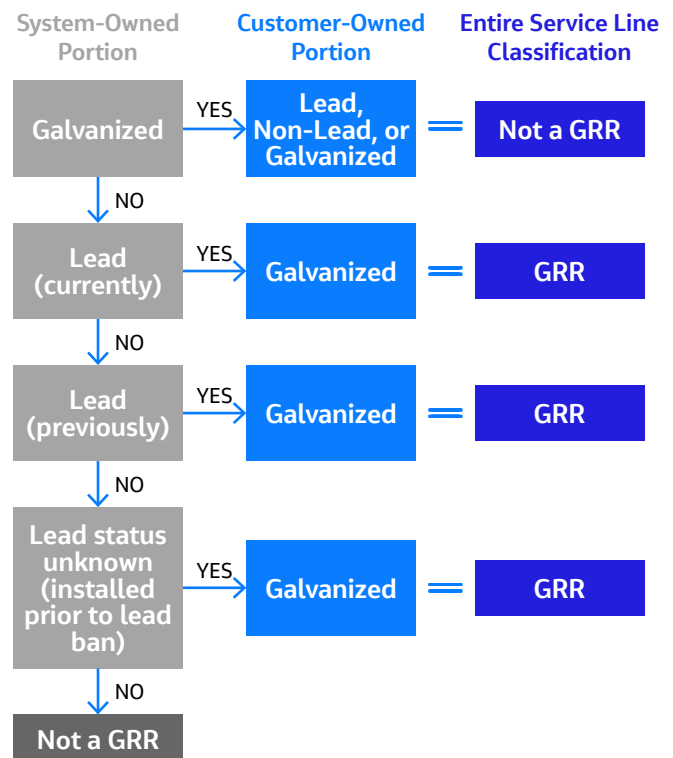 System-Owned
Portion
Customer-Owned
Portion
Entire Service Line
Classification
Galvanized
YES
Lead,
Non-Lead, or
Galvanized
Not a GRR
NO
Lead
(currently)
YES
Galvanized
GRR
NO
Lead
(previously)
YES
Galvanized
GRR
NO
Lead status
unknown
(installed
prior to lead
ban)
YES
Galvanized
GRR
NO
Not a GRR